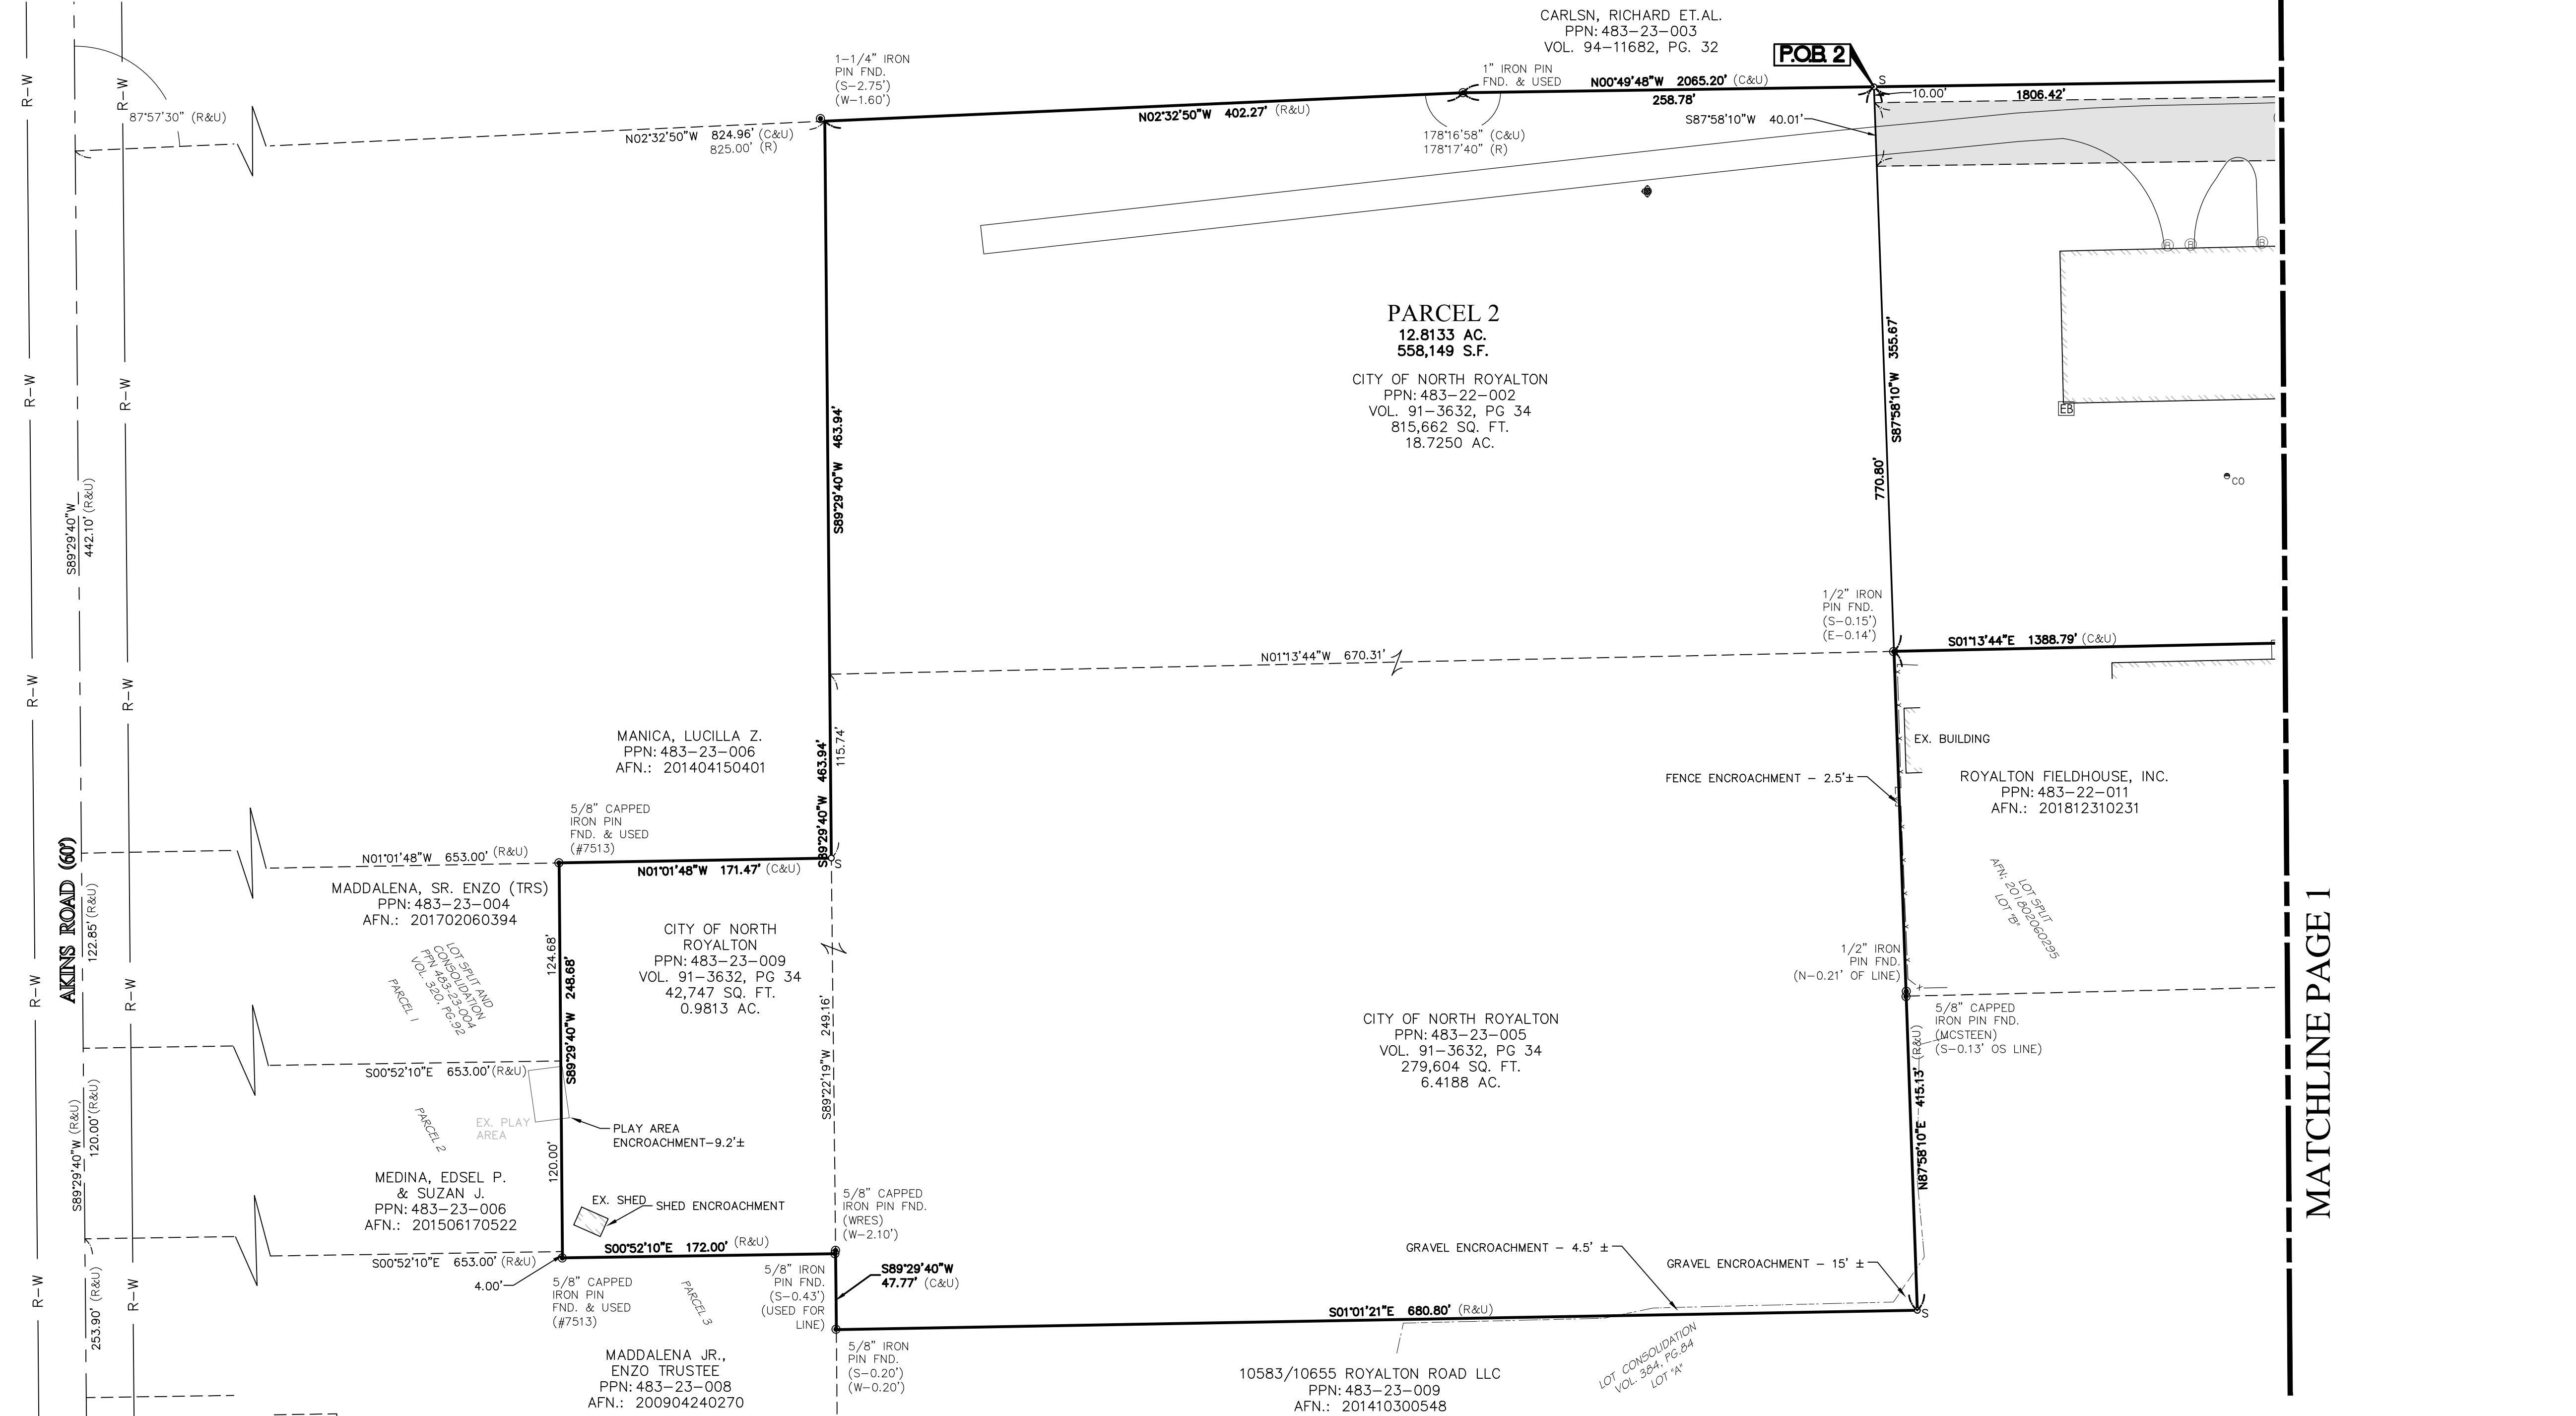 CARLSN, RICHARD ET.AL.
PPN: 483-23-003
VOL. 94-11682, PG. 32
P.O.B. 2
1-1/4" IRON
PIN FND.
(S-2.75')
(W-1.60')
1" IRON PIN
FND. & USED
N00°49'48"W 2065.20' (C&U)
258.78'
S
10.00'
1806.42'
S87°58'10"W 40.01'
87°57'30" (R&U)
N02°32'50"W 824.96' (C&U)
825.00' (R)
N02°32'50"W 402.27' (R&U)
178°16'58" (C&U)
178°17'40" (R)
R-W
R-W
R-W
R-W
R-W
R-W
R-W
R-W
R-W
R-W
R
R
R
PARCEL 2
12.8133 AC.
558,149 S.F.
CITY OF NORTH ROYALTON
PPN: 483-22-002
VOL. 91-3632, PG 34
815,662 SQ. FT.
18.7250 AC.
S87°58'10"W 355.67'
770.80'
EB
CO
S89°29'40"W 463.94'
S89°29'40"W
442.10' (R&U)
1/2" IRON
PIN FND.
(S-0.15')
(E-0.14')
S01°13'44"E 1388.79' (C&U)
N01°13'44"W 670.31'
MANICA, LUCILLA Z.
PPN: 483-23-006
AFN.: 201404150401
S89°29'40"W 463.94'
115.74'
EX. BUILDING
FENCE ENCROACHMENT - 2.5'±
ROYALTON FIELDHOUSE, INC.
PPN: 483-22-011
AFN.: 201812310231
5/8" CAPPED
IRON PIN
FND. & USED
(#7513)
N01°01'48"W 653.00' (R&U)
N01°01'48"W 171.47' (C&U)
S
AKINS ROAD (60')
122.85' (R&U)
MADDALENA, SR. ENZO (TRS)
PPN: 483-23-004
AFN.: 201702060394
LOT SPLIT AND
CONSOLIDATION
PPN 483-23-004
VOL. 320, PG.92
PARCEL 1
124.68'
S89°29'40"W 248.68'
CITY OF NORTH
ROYALTON
PPN: 483-23-009
VOL. 91-3632, PG 34
42,747 SQ. FT.
0.9813 AC.
S89°22'19"W 249.16'
LOT SPLIT
AFN: 201802060295
LOT "B"
1/2" IRON
PIN FND.
(N-0.21' OF LINE)
5/8" CAPPED
IRON PIN FND.
(MCSTEEN)
(S-0.13' OS LINE)
MATCHLINE PAGE 1
CITY OF NORTH ROYALTON
PPN: 483-23-005
VOL. 91-3632, PG 34
279,604 SQ. FT.
6.4188 AC.
N87°58'10"E 415.13' (R&U)
S00°52'10"E 653.00' (R&U)
S89°29'40"W (R&U)
120.00' (R&U)
PARCEL 2
EX. PLAY
AREA
PLAY AREA
ENCROACHMENT-9.2'±
120.00'
MEDINA, EDSEL P.
& SUZAN J.
PPN: 483-23-006
AFN.: 201506170522
EX. SHED
SHED ENCROACHMENT
5/8" CAPPED
IRON PIN FND.
(WRES)
(W-2.10')
S00°52'10"E 653.00' (R&U)
4.00'
S00°52'10"E 172.00' (R&U)
253.90' (R&U)
5/8" CAPPED
IRON PIN
FND. & USED
(#7513)
PARCEL 3
5/8" IRON
PIN FND.
(S-0.43')
(USED FOR
LINE)
S89°29'40"W
47.77' (C&U)
GRAVEL ENCROACHMENT - 4.5' ±
GRAVEL ENCROACHMENT - 15' ±
S01°01'21"E 680.80' (R&U)
S
5/8" IRON
PIN FND.
(S-0.20')
(W-0.20')
MADDALENA JR.,
ENZO TRUSTEE
PPN: 483-23-008
AFN.: 200904240270
10583/10655 ROYALTON ROAD LLC
PPN: 483-23-009
AFN.: 201410300548
LOT CONSOLIDATION
VOL. 384, PG.84
LOT "A"